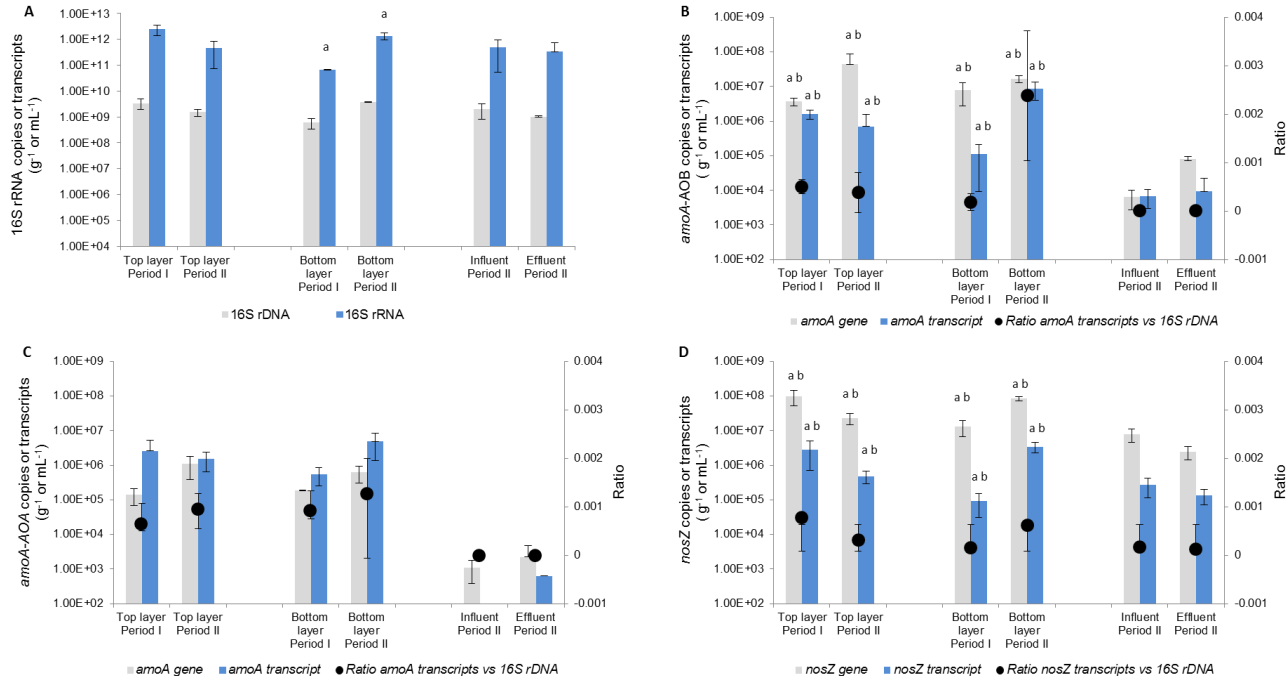 A
16S rRNA copies or transcripts
(g⁻¹ or mL⁻¹)
1.00E+13
1.00E+12
1.00E+11
1.00E+10
1.00E+09
1.00E+08
1.00E+07
1.00E+06
1.00E+05
1.00E+04
a
a
Top layer Period I
Top layer Period II
Bottom layer Period I
Bottom layer Period II
Influent Period II
Effluent Period II
16S rDNA
16S rRNA
B
amoA-AOB copies or transcripts
( g⁻¹ or mL⁻¹)
1.00E+09
1.00E+08
1.00E+07
1.00E+06
1.00E+05
1.00E+04
1.00E+03
1.00E+02
a b
a b
a b
a b
a b
a b
a b
a b
0.004
0.003
0.002
0.001
0
-0.001
Ratio
Top layer Period I
Top layer Period II
Bottom layer Period I
Bottom layer Period II
Influent Period II
Effluent Period II
amoA gene
amoA transcript
Ratio amoA transcripts vs 16S rDNA
C
amoA-AOA copies or transcripts
(g⁻¹ or mL⁻¹)
1.00E+09
1.00E+08
1.00E+07
1.00E+06
1.00E+05
1.00E+04
1.00E+03
1.00E+02
0.004
0.003
0.002
0.001
0
-0.001
Ratio
Top layer Period I
Top layer Period II
Bottom layer Period I
Bottom layer Period II
Influent Period II
Effluent Period II
amoA gene
amoA transcript
Ratio amoA transcripts vs 16S rDNA
D
nosZ copies or transcripts
( g⁻¹ or mL⁻¹)
1.00E+09
1.00E+08
1.00E+07
1.00E+06
1.00E+05
1.00E+04
1.00E+03
1.00E+02
a b
a b
a b
a b
a b
a b
a b
a b
0.004
0.003
0.002
0.001
0
-0.001
Ratio
Top layer Period I
Top layer Period II
Bottom layer Period I
Bottom layer Period II
Influent Period II
Effluent Period II
nosZ gene
nosZ transcript
Ratio nosZ transcripts vs 16S rDNA